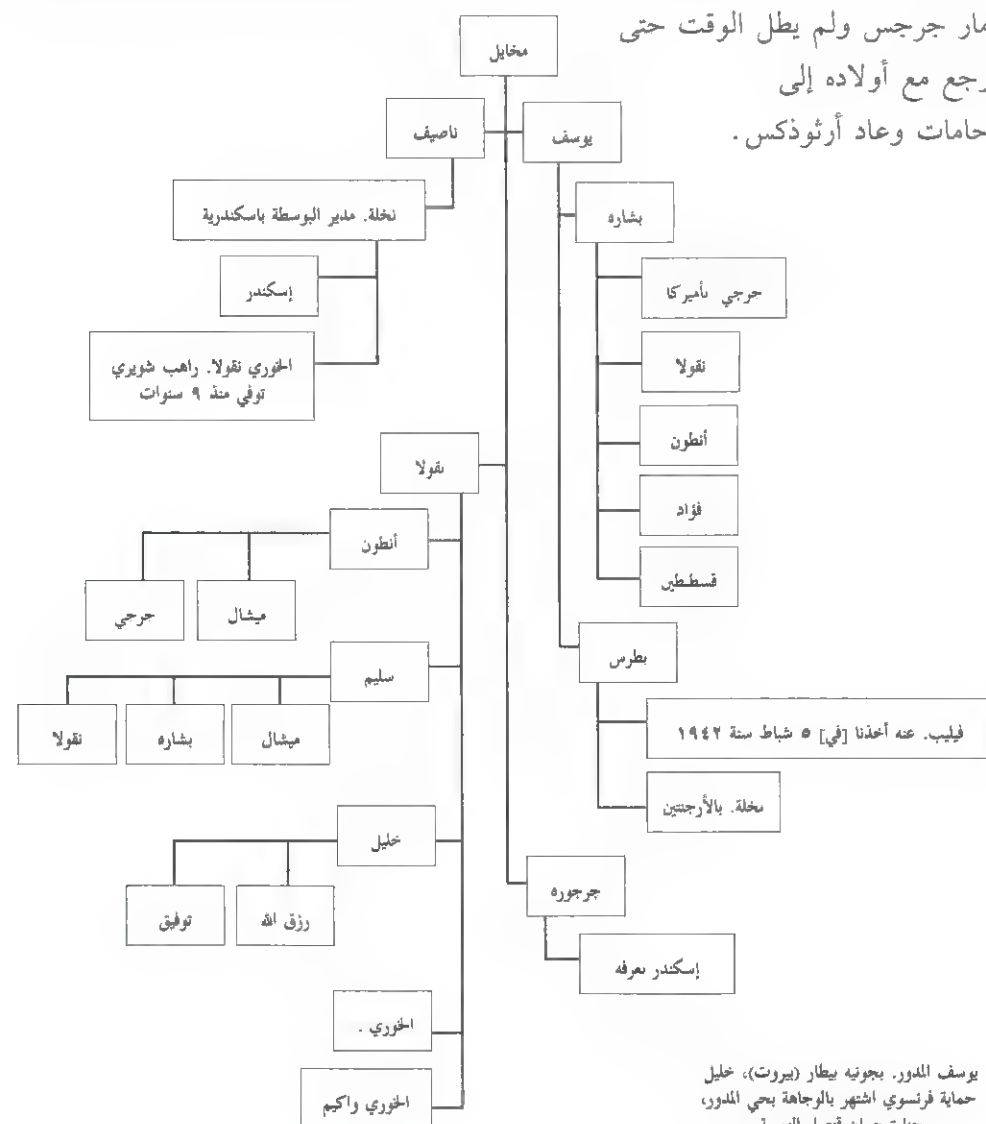 مار جرجس ولم يطل الوقت حتى
رجع مع أولاده إلى
حامات وعاد أرثوذكس.
مخايل
يوسف
ناصيف
بشاره
نخلة. مدير البوسطة باسكندرية
جرجي بأميركا
إسكندر
نقولا
الخوري نقولا. راهب شويري
توفي منذ ٩ سنوات
أنطون
نقولا
فؤاد
أنطون
قسطنطين
ميشال
جرجي
بطرس
سليم
فيليب. عنه أخذنا [في] ٥ شباط سنة ١٩٤٢
ميشال
بشاره
نقولا
نخلة. بالأرجنتين
خليل
جرجوره
رزق الله
توفيق
إسكندر نعرفه
الخوري .
الخوري واكيم
يوسف المدور. بجونيه بيطار (بيروت)، خليل
حماية فرنسوي اشتهر بالوجاهة بحي المدور،